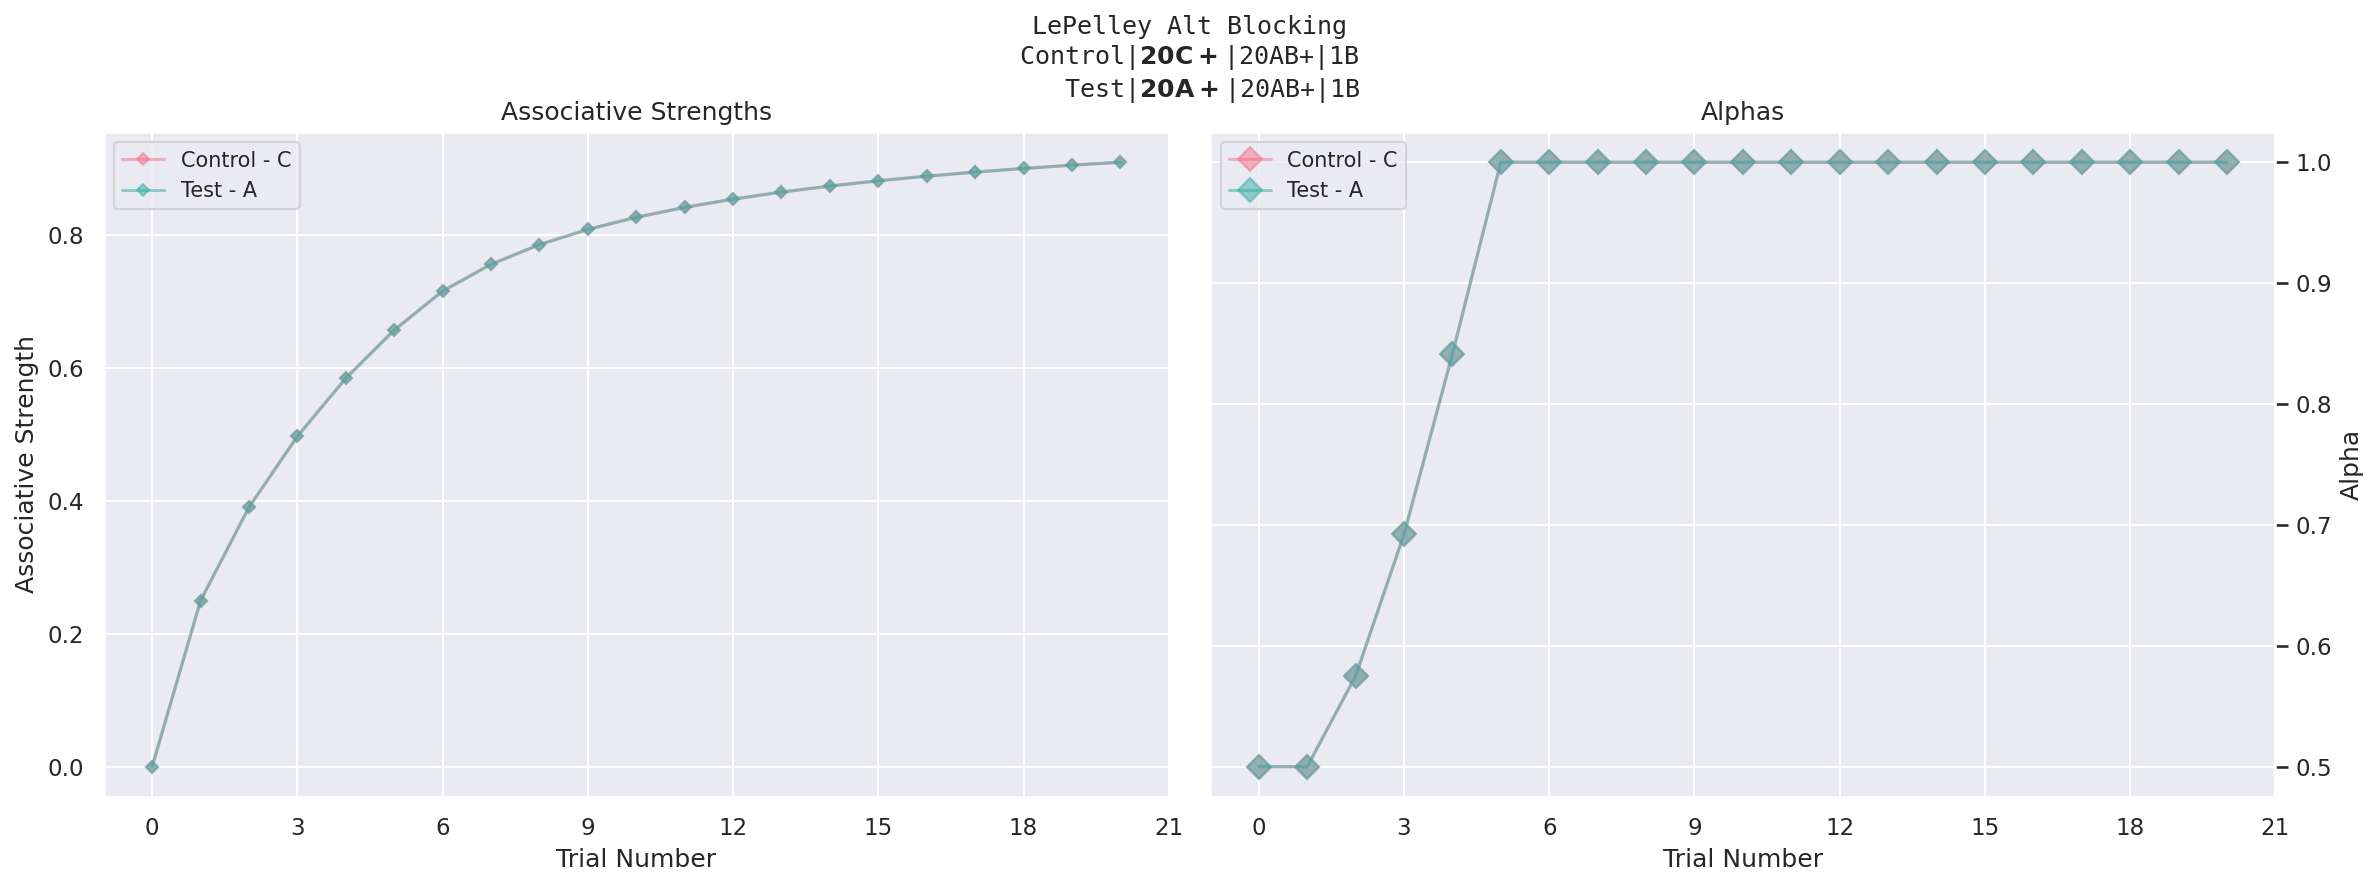 LePelley Alt Blocking
Control|20C+|20AB+|1B
Test|20A+|20AB+|1B
Associative Strengths
Control - C
Test - A
0.8
0.6
0.4
0.2
0.0
Associative Strength
0 3 6 9 12 15 18 21
Trial Number
Alphas
Control - C
Test - A
1.0
0.9
0.8
0.7
0.6
0.5
Alpha
0 3 6 9 12 15 18 21
Trial Number